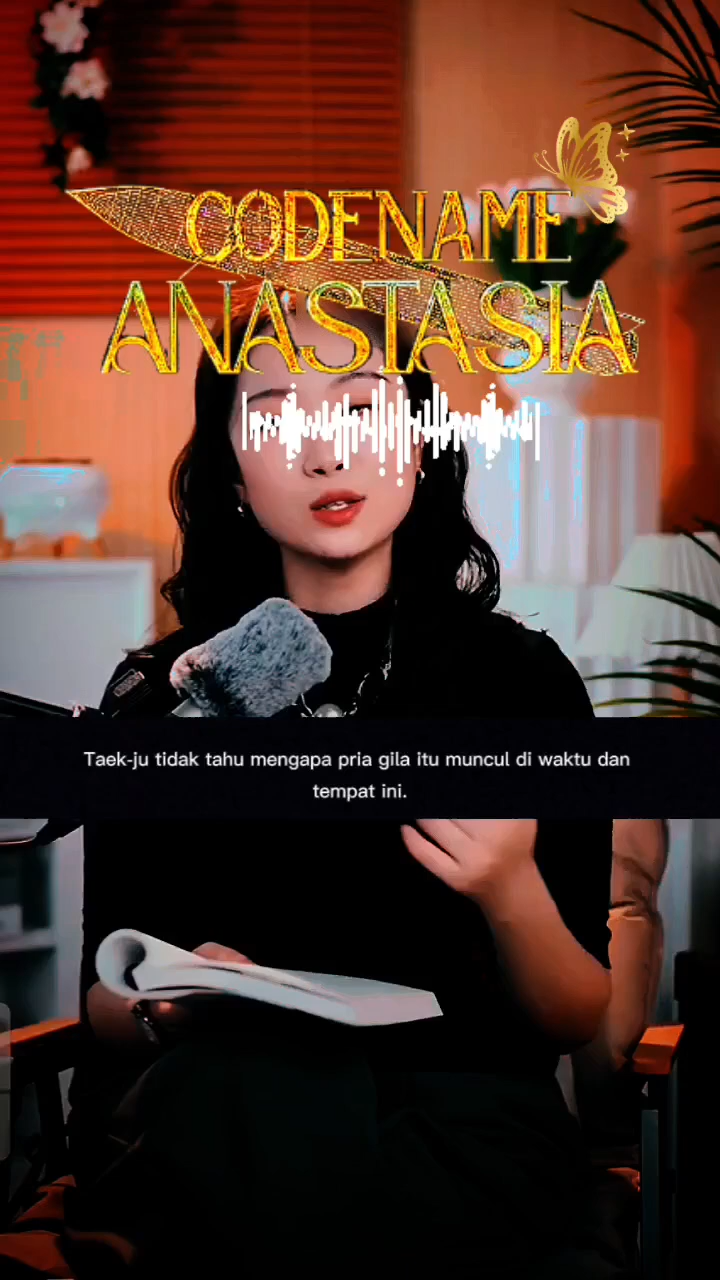 CODENAME
ANASTASIA
Taek-ju tidak tahu mengapa pria gila itu muncul di waktu dan
tempat ini.